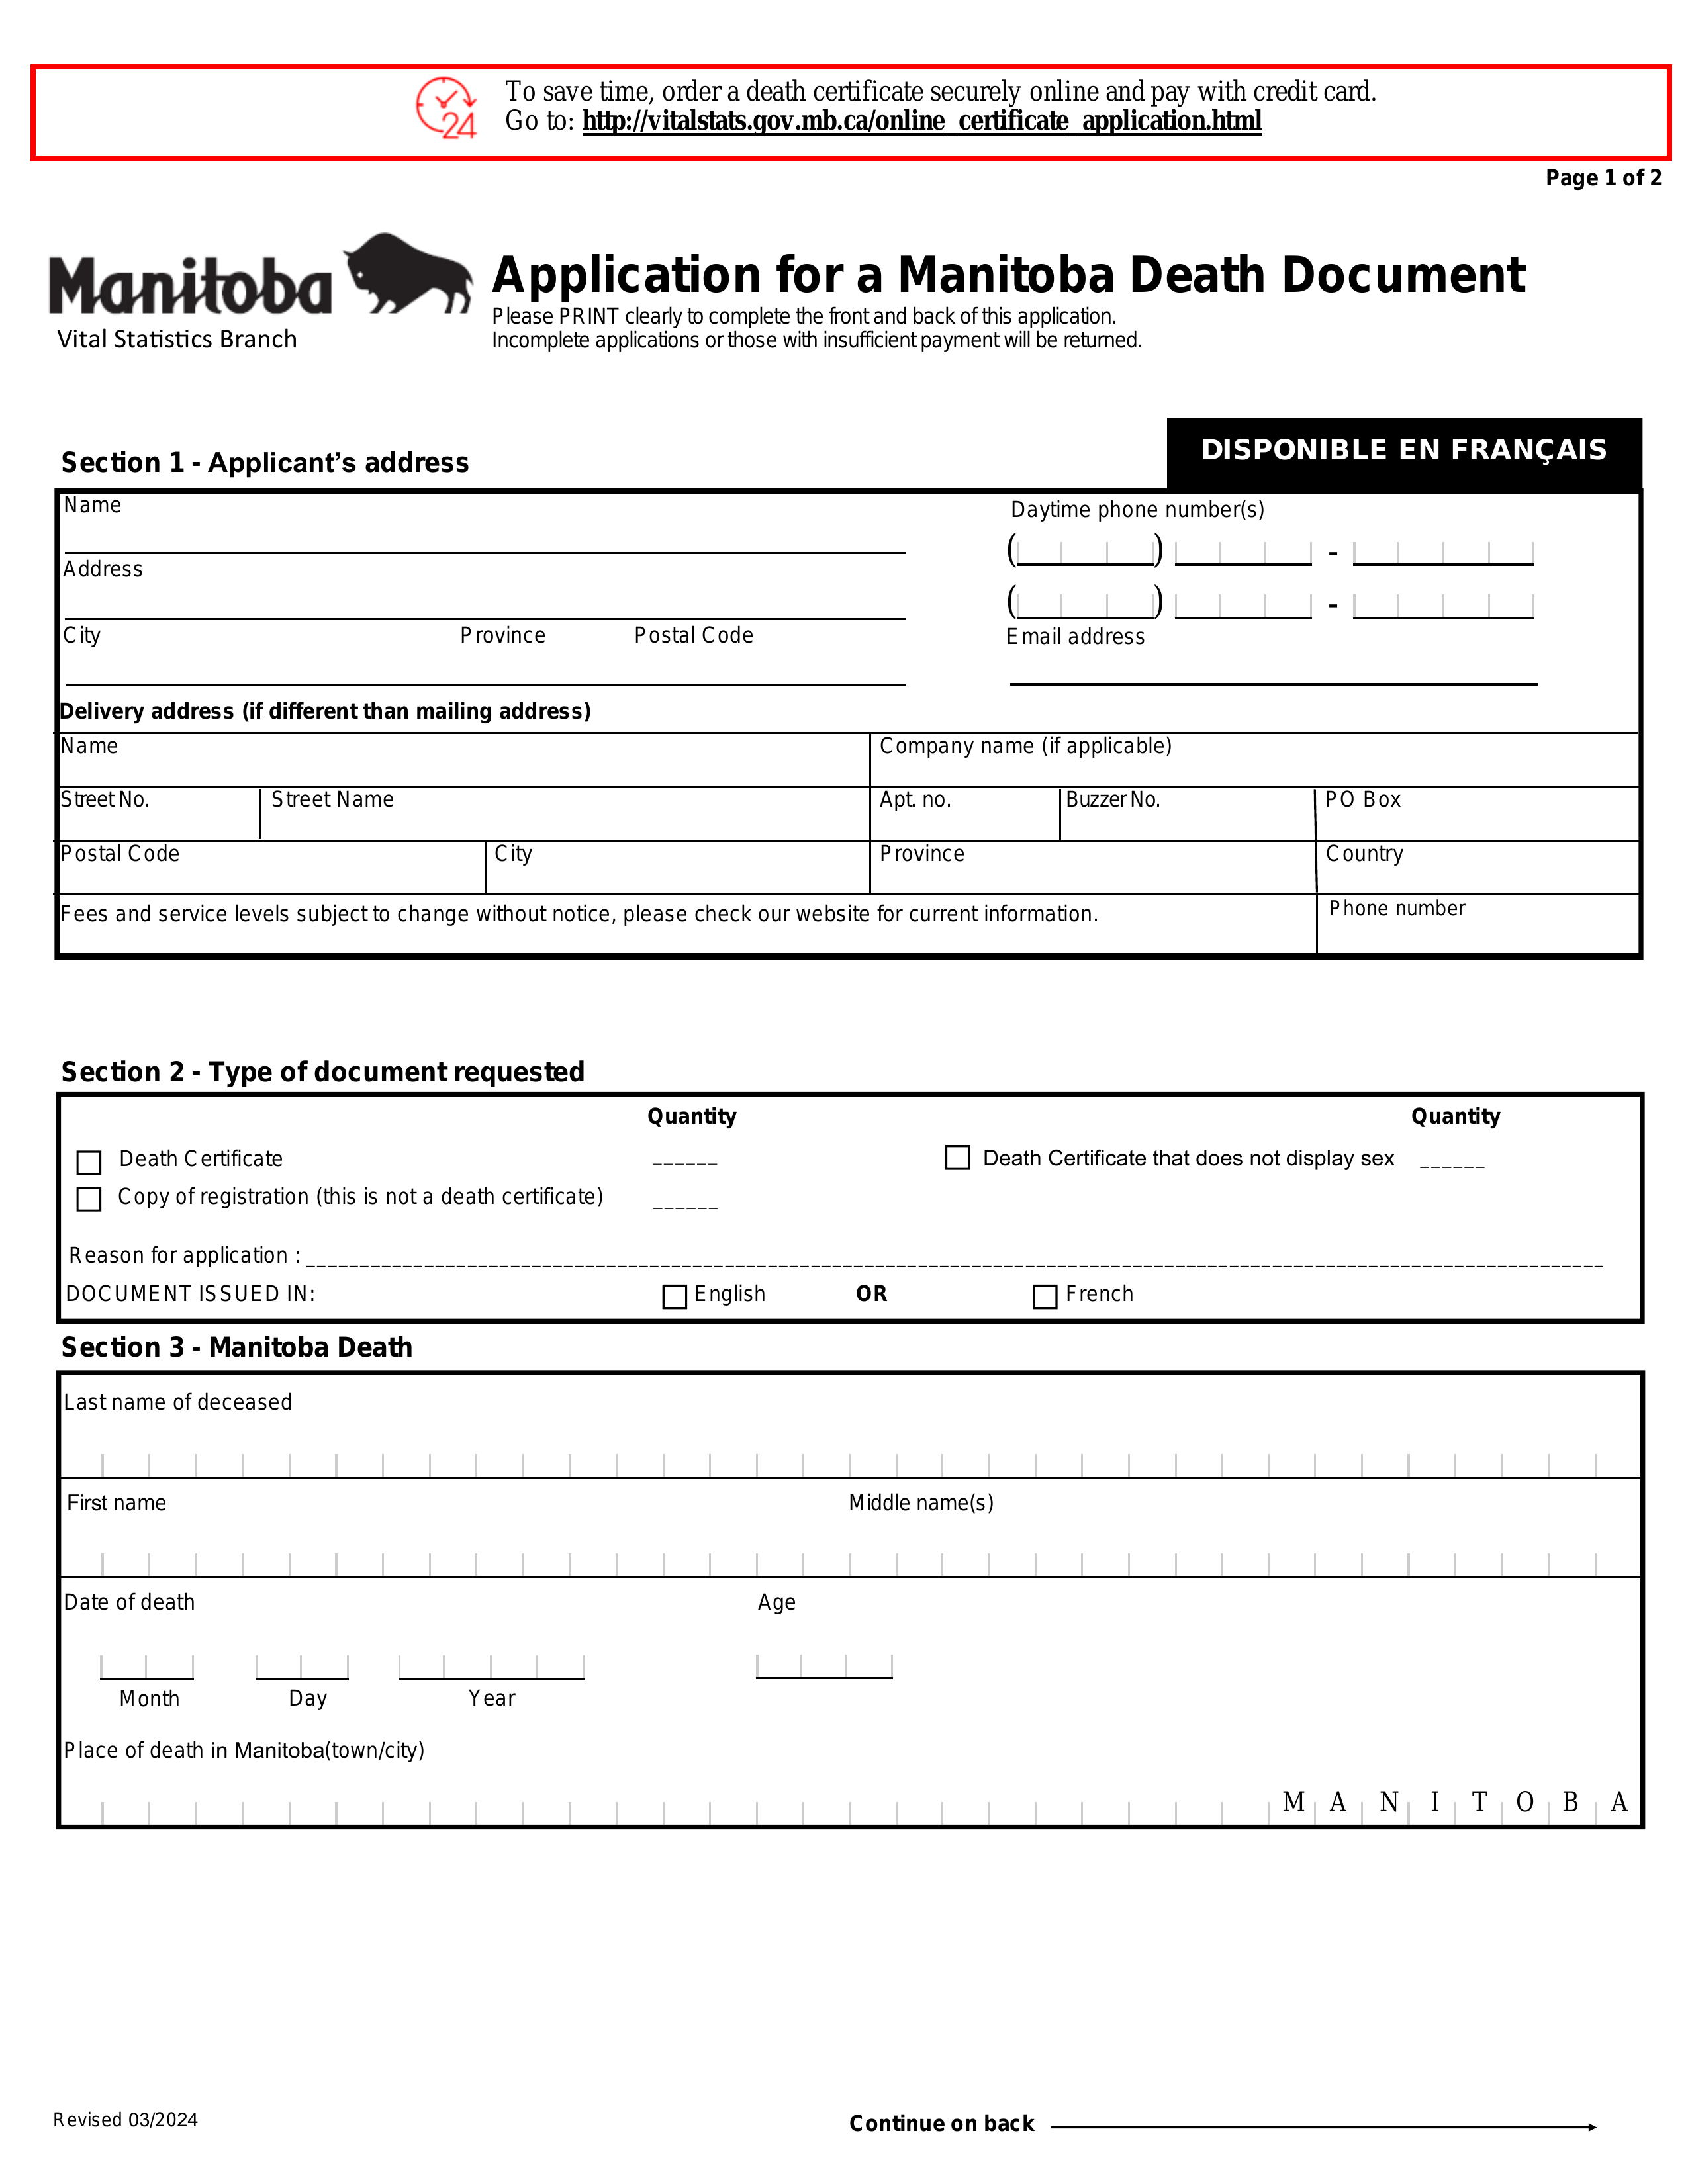 To save time, order a death certificate securely online and pay with credit card.
24
Go to: http://vitalstats.gov.mb.ca/online_certificate_application.html
Page 1 of 2
Manitoba
Vital Statistics Branch
Application for a Manitoba Death Document
Please PRINT clearly to complete the front and back of this application.
Incomplete applications or those with insufficient payment will be returned.
DISPONIBLE EN FRANÇAIS
Section 1 - Applicant’s address
Name
Daytime phone number(s)
( ) -
Address
( ) -
City Province Postal Code
Email address
Delivery address (if different than mailing address)
Name Company name (if applicable)
Street No. Street Name Apt. no. Buzzer No. PO Box
Postal Code City Province Country
Fees and service levels subject to change without notice, please check our website for current information. Phone number
Section 2 - Type of document requested
Quantity Quantity
Death Certificate ______ Death Certificate that does not display sex ______
Copy of registration (this is not a death certificate) ______
Reason for application : ______
DOCUMENT ISSUED IN: English OR French
Section 3 - Manitoba Death
Last name of deceased
First name Middle name(s)
Date of death Age
Month Day Year
Place of death in Manitoba(town/city)
M A N I T O B A
Revised 03/2024
Continue on back